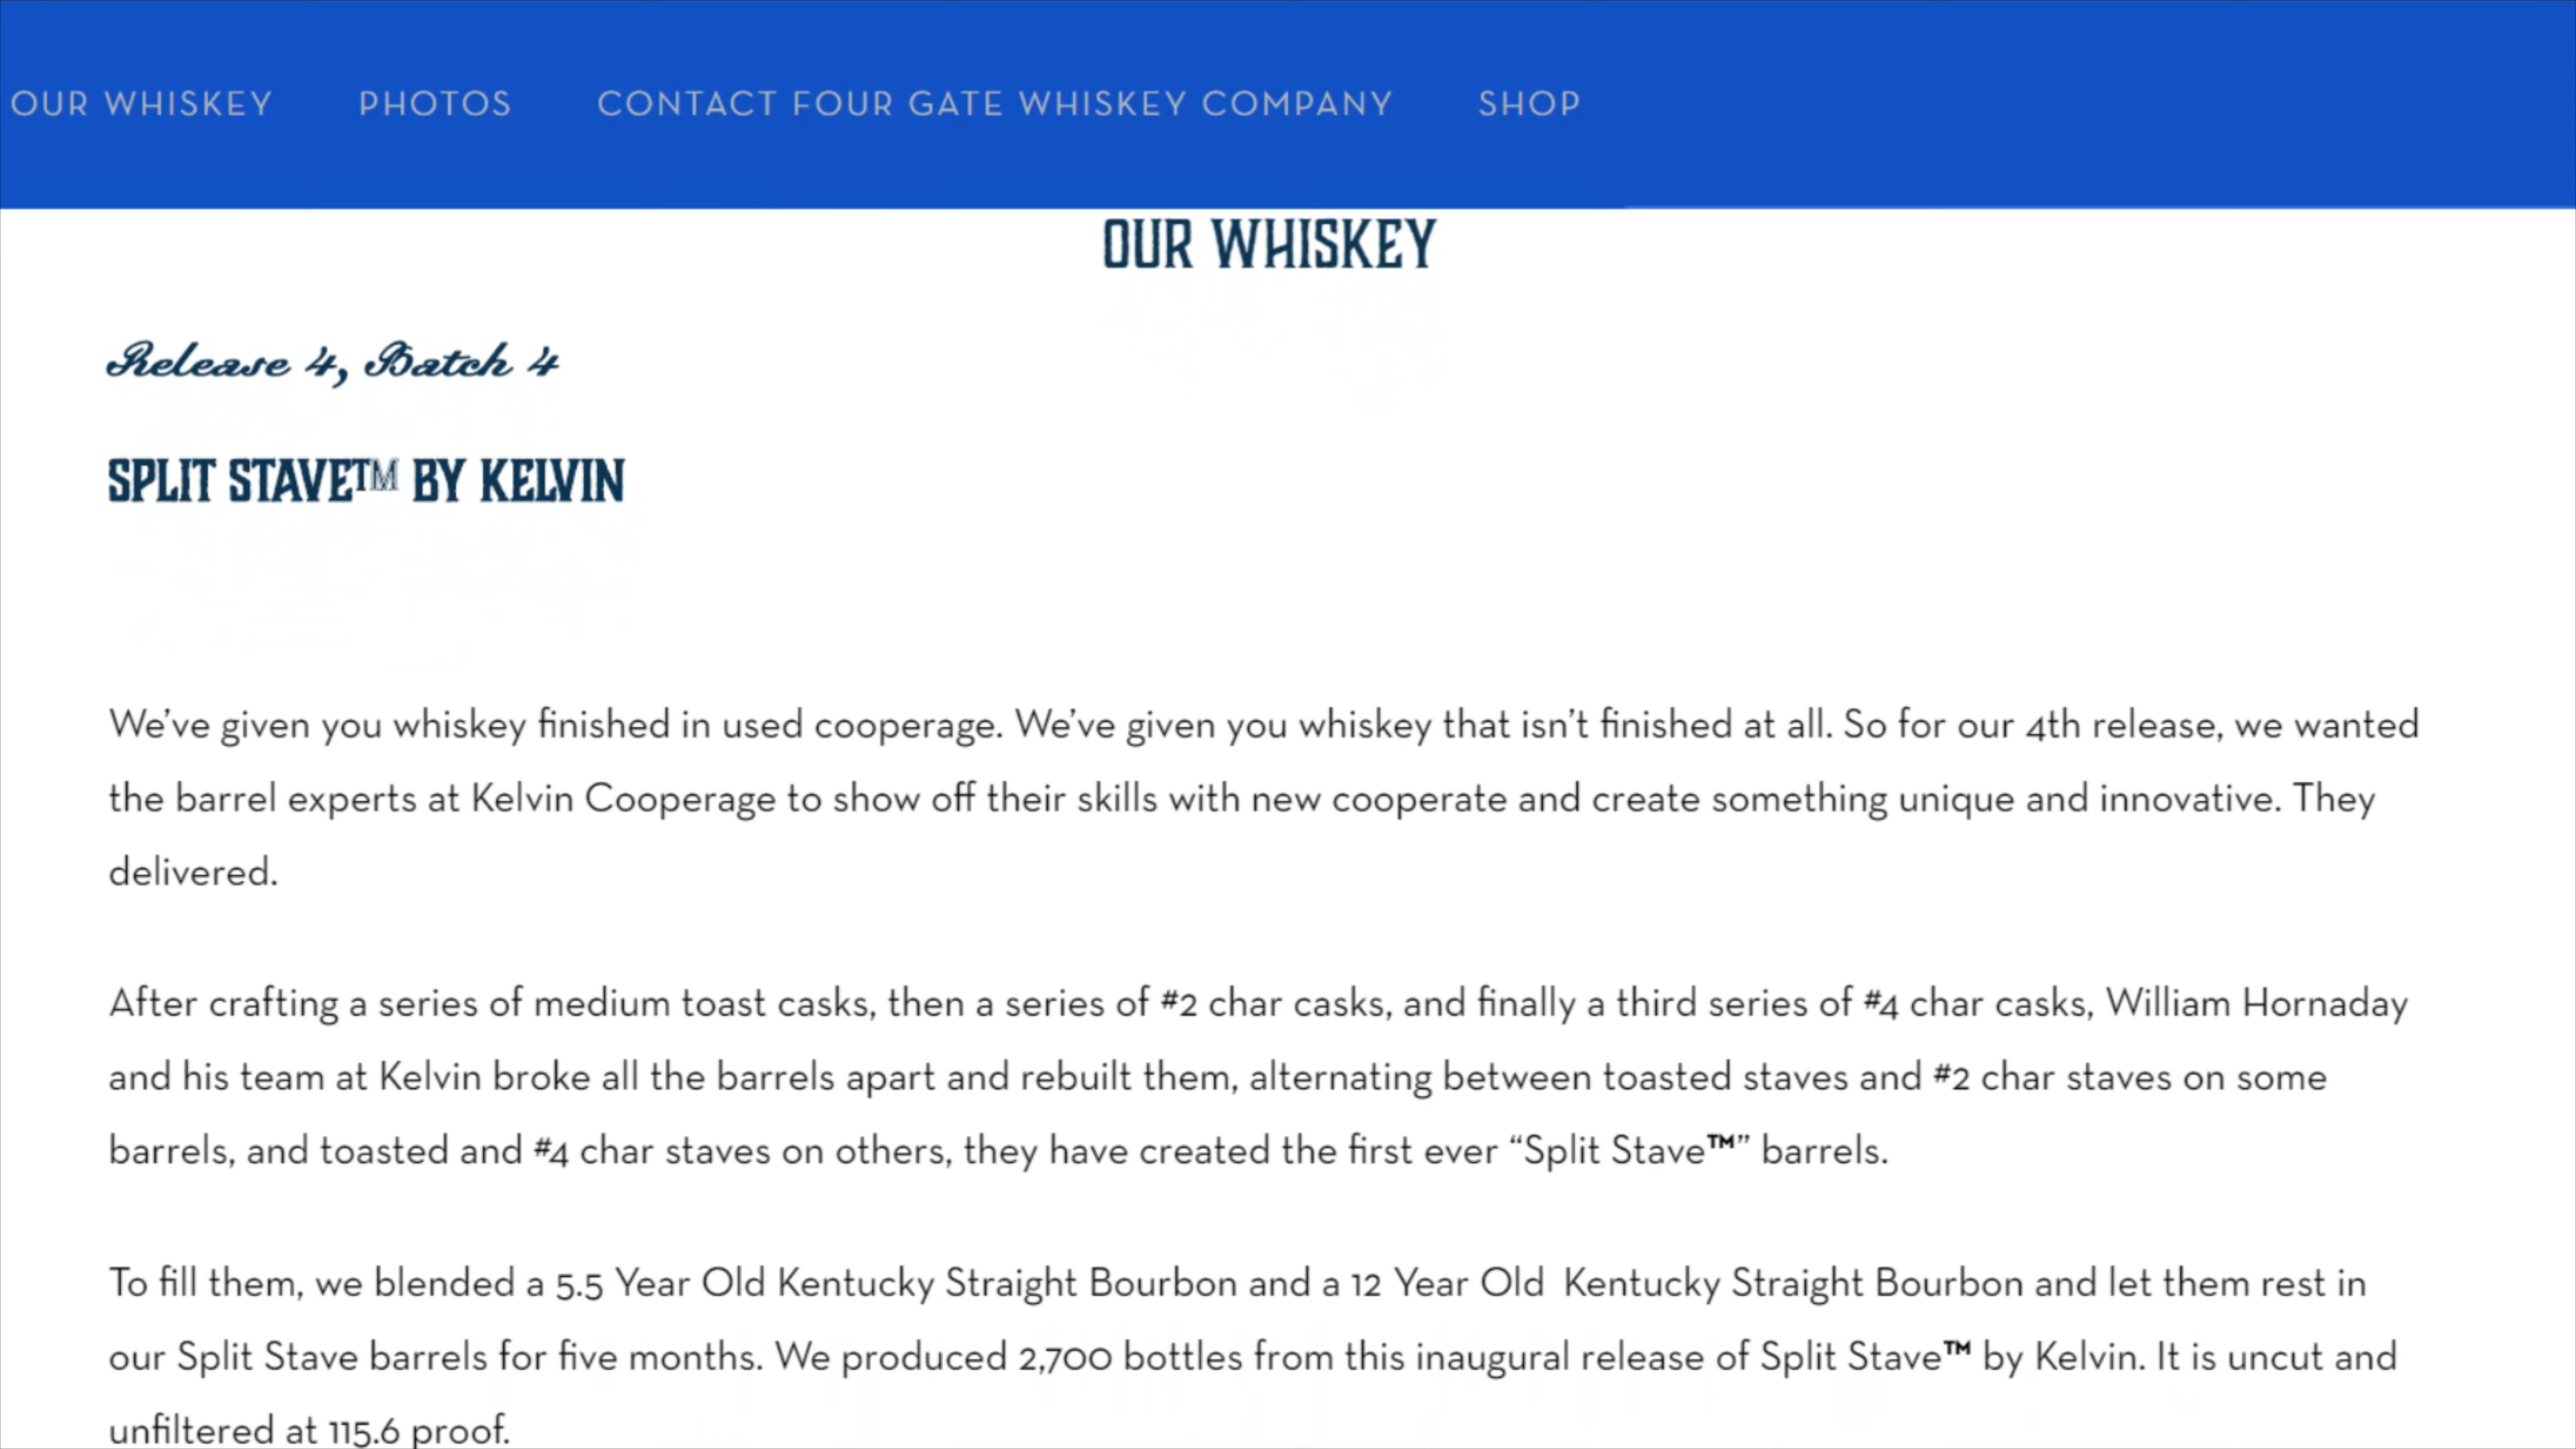 OUR WHISKEY PHOTOS CONTACT FOUR GATE WHISKEY COMPANY SHOP
OUR WHISKEY
Release 4, Batch 4
SPLIT STAVE™ BY KELVIN
We’ve given you whiskey finished in used cooperage. We’ve given you whiskey that isn’t finished at all. So for our 4th release, we wanted
the barrel experts at Kelvin Cooperage to show off their skills with new cooperate and create something unique and innovative. They
delivered.
After crafting a series of medium toast casks, then a series of #2 char casks, and finally a third series of #4 char casks, William Hornaday
and his team at Kelvin broke all the barrels apart and rebuilt them, alternating between toasted staves and #2 char staves on some
barrels, and toasted and #4 char staves on others, they have created the first ever “Split Stave™” barrels.
To fill them, we blended a 5.5 Year Old Kentucky Straight Bourbon and a 12 Year Old Kentucky Straight Bourbon and let them rest in
our Split Stave barrels for five months. We produced 2,700 bottles from this inaugural release of Split Stave™ by Kelvin. It is uncut and
unfiltered at 115.6 proof.